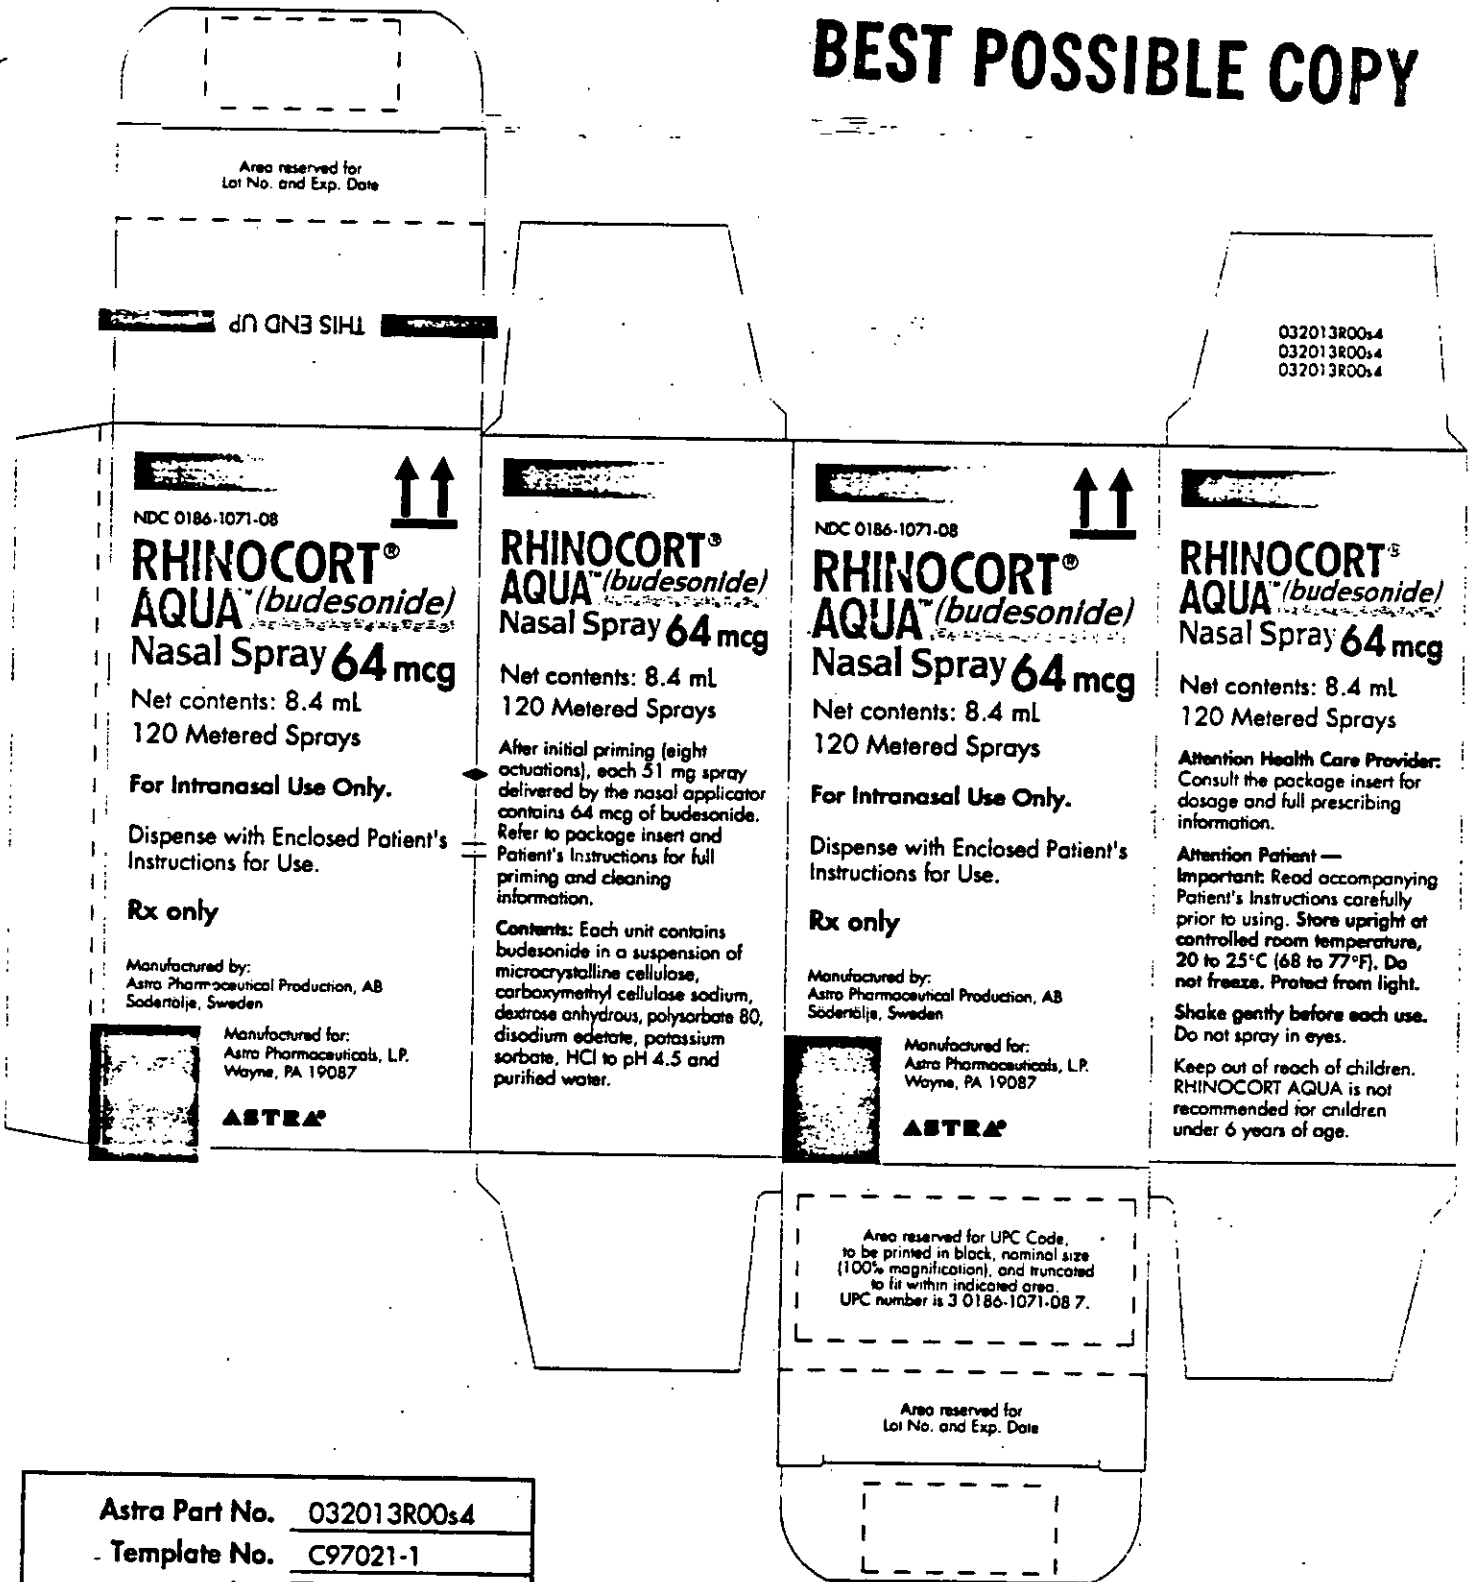 BEST POSSIBLE COPY
Area reserved for
Lot No. and Exp. Date
THIS END UP
032013R00s4
032013R00s4
032013R00s4
NDC 0186-1071-08
RHINOCORT®
AQUA™ (budesonide)
Nasal Spray 64 mcg
Net contents: 8.4 mL
120 Metered Sprays
For Intranasal Use Only.
Dispense with Enclosed Patient's
Instructions for Use.
Rx only
Manufactured by:
Astra Pharmaceutical Production, AB
Södertälje, Sweden
Manufactured for:
Astra Pharmaceuticals, L.P.
Wayne, PA 19087
ASTRA®
RHINOCORT®
AQUA™ (budesonide)
Nasal Spray 64 mcg
Net contents: 8.4 mL
120 Metered Sprays
After initial priming (eight
actuations), each 51 mg spray
delivered by the nasal applicator
contains 64 mcg of budesonide.
Refer to package insert and
Patient's Instructions for full
priming and cleaning
information.
Contents: Each unit contains
budesonide in a suspension of
microcrystalline cellulose,
carboxymethyl cellulose sodium,
dextrose anhydrous, polysorbate 80,
disodium edetate, potassium
sorbate, HCl to pH 4.5 and
purified water.
NDC 0186-1071-08
RHINOCORT®
AQUA™ (budesonide)
Nasal Spray 64 mcg
Net contents: 8.4 mL
120 Metered Sprays
For Intranasal Use Only.
Dispense with Enclosed Patient's
Instructions for Use.
Rx only
Manufactured by:
Astra Pharmaceutical Production, AB
Södertälje, Sweden
Manufactured for:
Astra Pharmaceuticals, L.P.
Wayne, PA 19087
ASTRA®
RHINOCORT®
AQUA™ (budesonide)
Nasal Spray 64 mcg
Net contents: 8.4 mL
120 Metered Sprays
Attention Health Care Provider:
Consult the package insert for
dosage and full prescribing
information.
Attention Patient —
Important: Read accompanying
Patient's Instructions carefully
prior to using. Store upright at
controlled room temperature,
20 to 25°C (68 to 77°F). Do
not freeze. Protect from light.
Shake gently before each use.
Do not spray in eyes.
Keep out of reach of children.
RHINOCORT AQUA is not
recommended for children
under 6 years of age.
Area reserved for UPC Code,
to be printed in black, nominal size
(100% magnification), and truncated
to fit within indicated area.
UPC number is 3 0186-1071-08 7.
Area reserved for
Lot No. and Exp. Date
Astra Part No. 032013R00s4
Template No. C97021-1